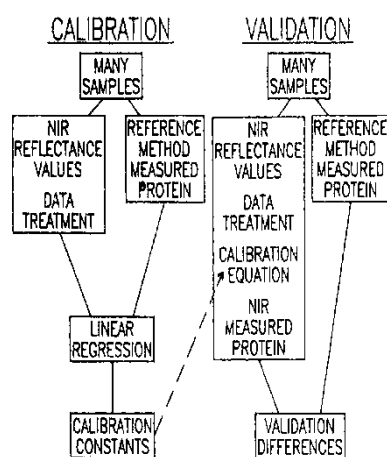 CALIBRATION
MANY
SAMPLES
NIR
REFLECTANCE
VALUES
DATA
TREATMENT
REFERENCE
METHOD
MEASURED
PROTEIN
LINEAR
REGRESSION
CALIBRATION
CONSTANTS
VALIDATION
MANY
SAMPLES
NIR
REFLECTANCE
VALUES
DATA
TREATMENT
CALIBRATION
EQUATION
NIR
MEASURED
PROTEIN
REFERENCE
METHOD
MEASURED
PROTEIN
VALIDATION
DIFFERENCES